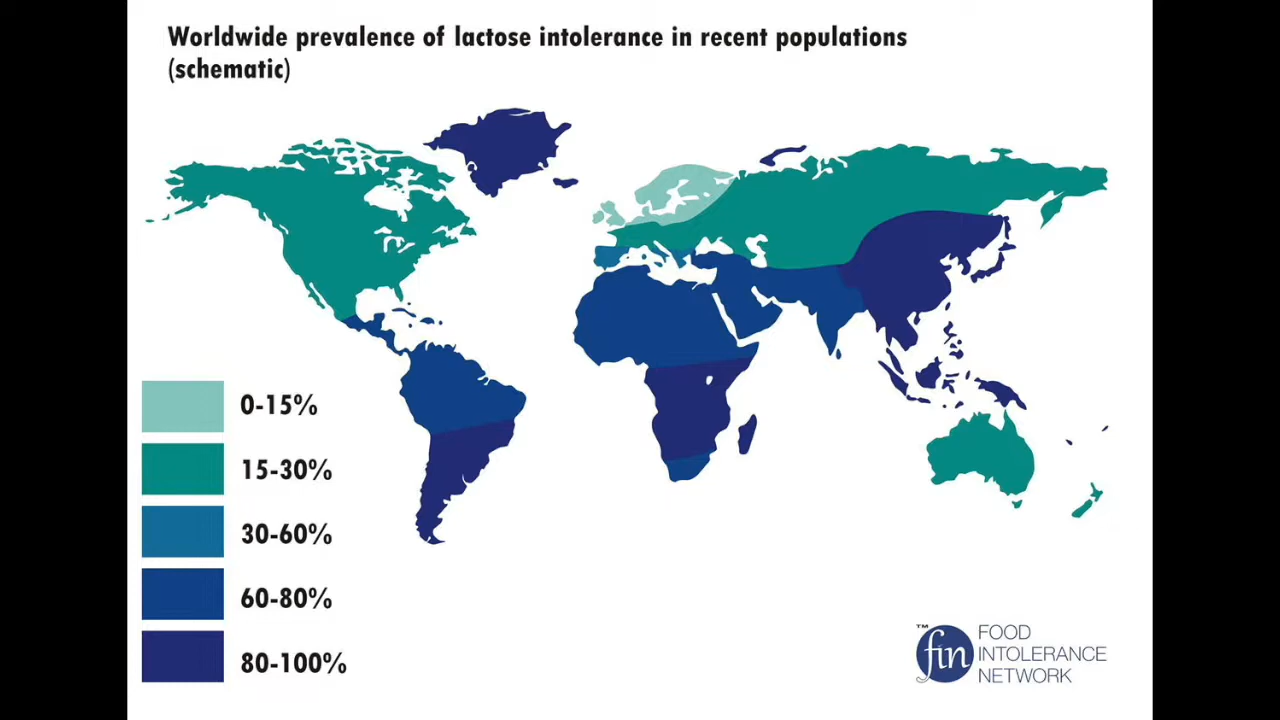 Worldwide prevalence of lactose intolerance in recent populations
(schematic)
0-15%
15-30%
30-60%
60-80%
80-100%
™
fin
FOOD
INTOLERANCE
NETWORK